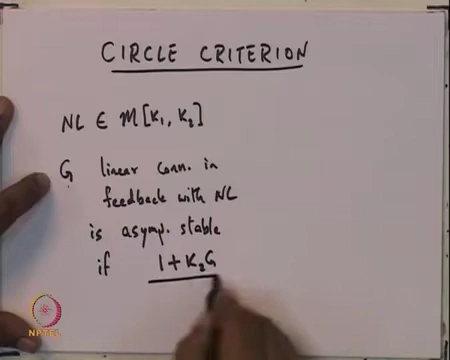 CIRCLE CRITERION
NL ∈ M[K₁, K₂]
G linear conn. in
feedback with NL
is asymp. stable
if 1 + K₂G
NPTEL